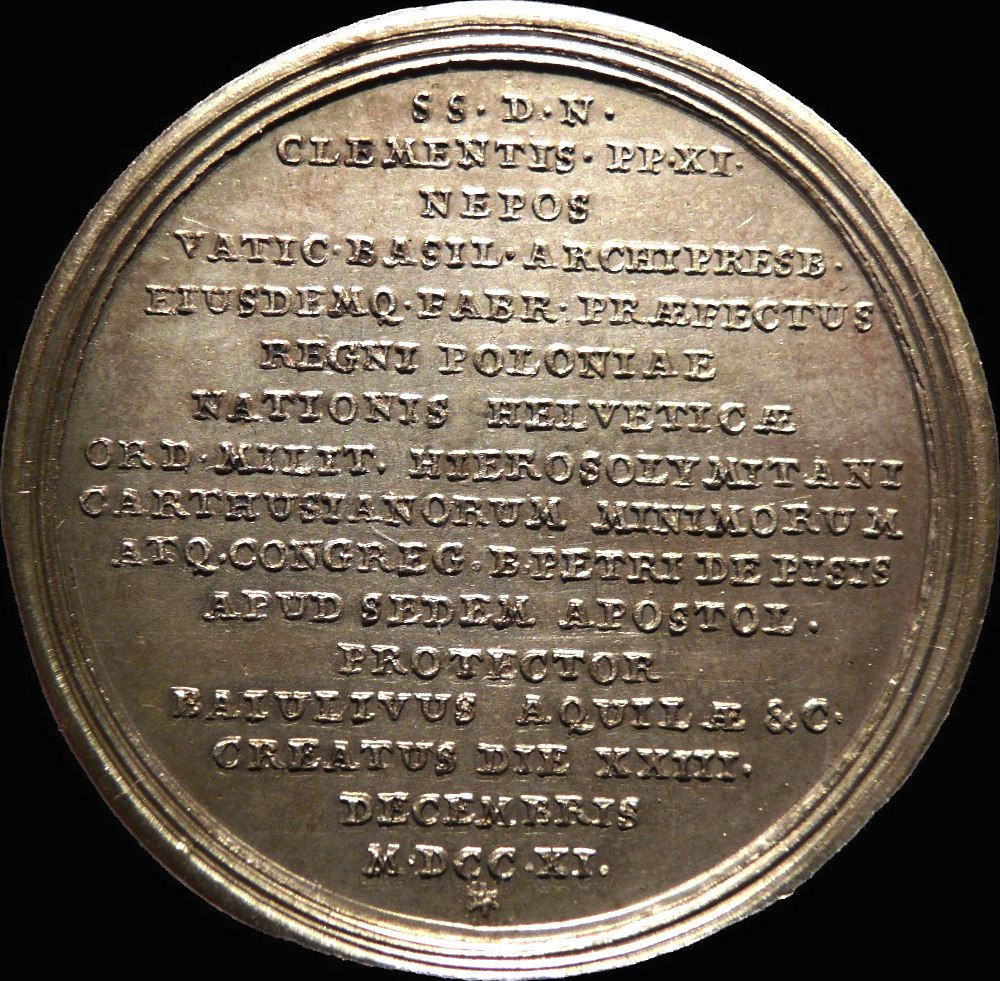 SS· D·N·
CLEMENTIS· PP·XI·
NEPOS
VATIC·BASIL·ARCHIPRESB·
EIUSDEMQ·FABR·PRÆFECTUS
REGNI POLONIAE
NATIONIS HELVETICÆ
ORD·MILIT. HIEROSOLYMITANI
CARTHUSIANORUM MINIMORUM
ATQ·CONGREG·B·PETRI DE PISIS
APUD SEDEM APOSTOL.
PROTECTOR
BAIULIVUS AQUILÆ &C·
CREATUS DIE XXIII.
DECEMBRIS
M·DCC·XI.